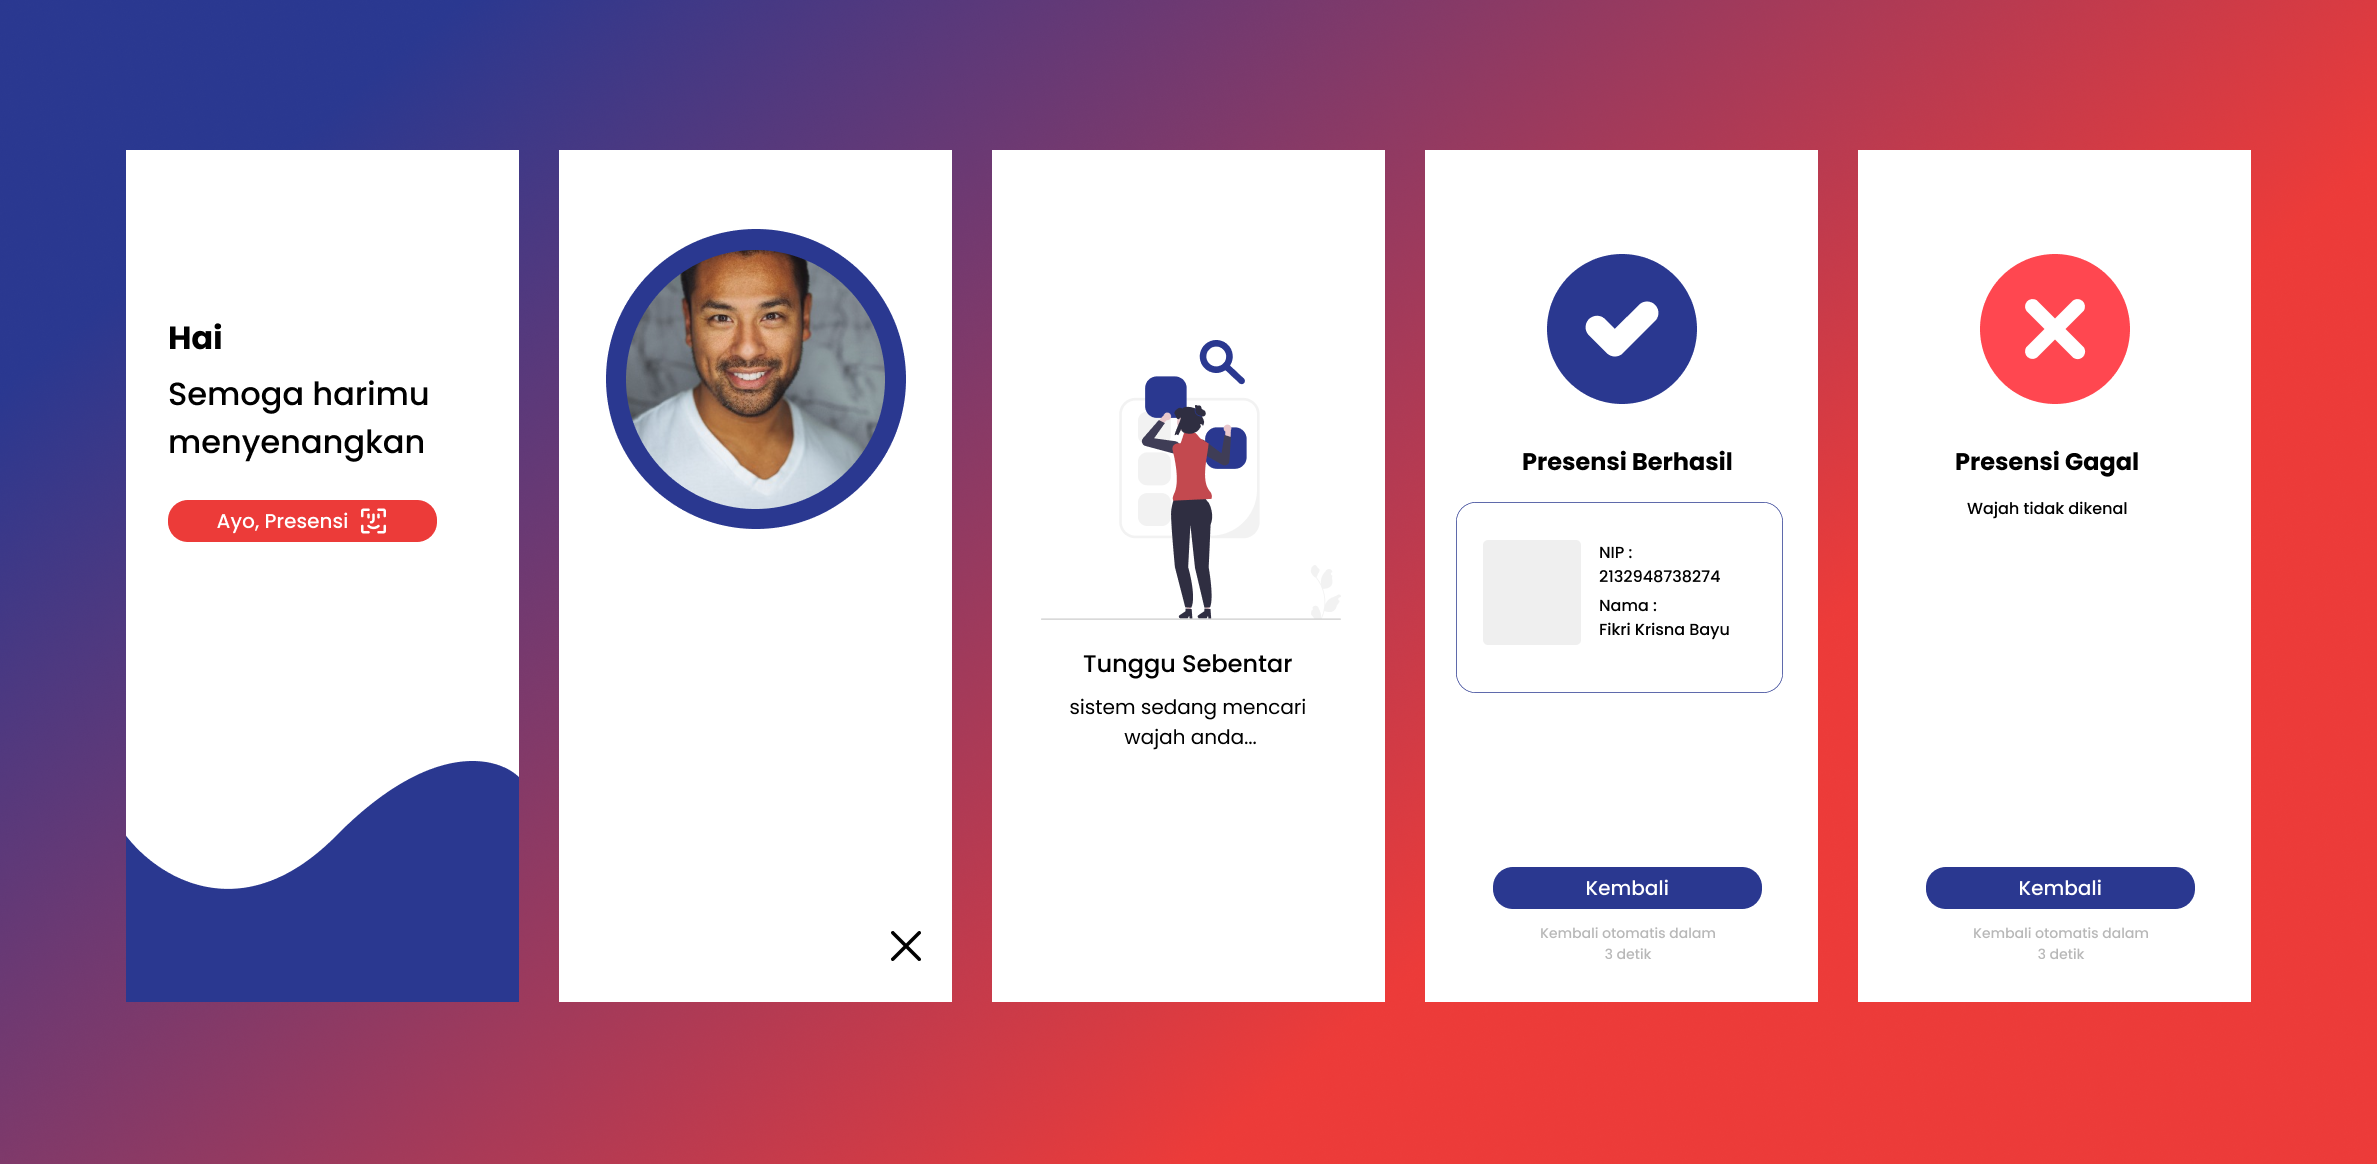 Hai
Semoga harimu
menyenangkan
Ayo, Presensi
Tunggu Sebentar
sistem sedang mencari
wajah anda...
Presensi Berhasil
NIP :
2132948738274
Nama :
Fikri Krisna Bayu
Kembali
Kembali otomatis dalam
3 detik
Presensi Gagal
Wajah tidak dikenal
Kembali
Kembali otomatis dalam
3 detik